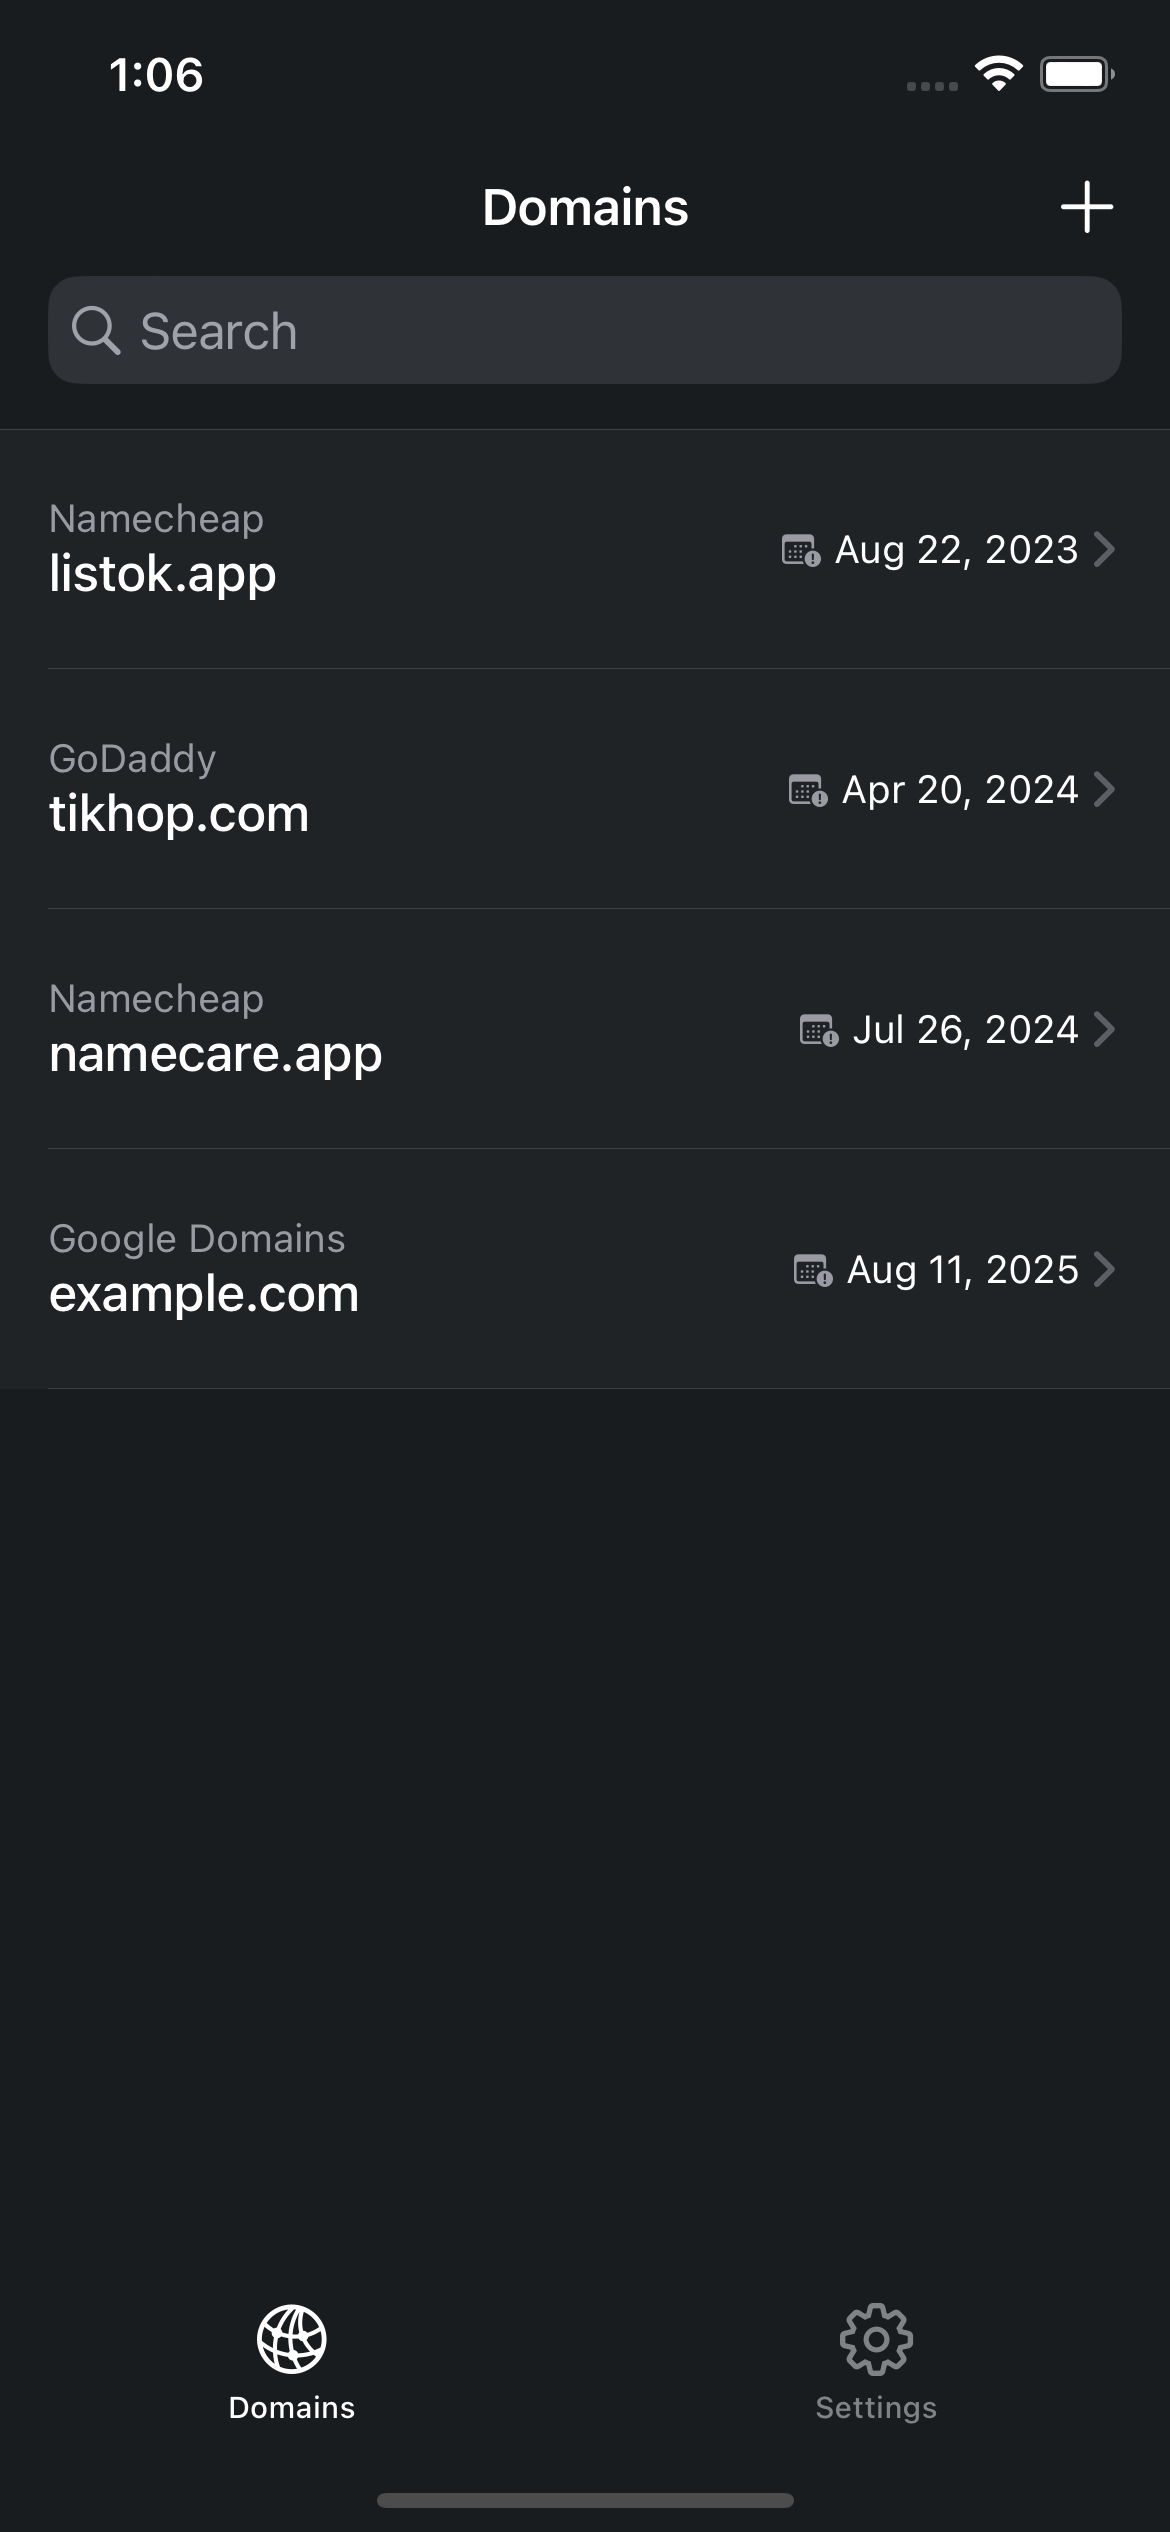 1:06
Domains
Search
Namecheap
listok.app
Aug 22, 2023
GoDaddy
tikhop.com
Apr 20, 2024
Namecheap
namecare.app
Jul 26, 2024
Google Domains
example.com
Aug 11, 2025
Domains
Settings